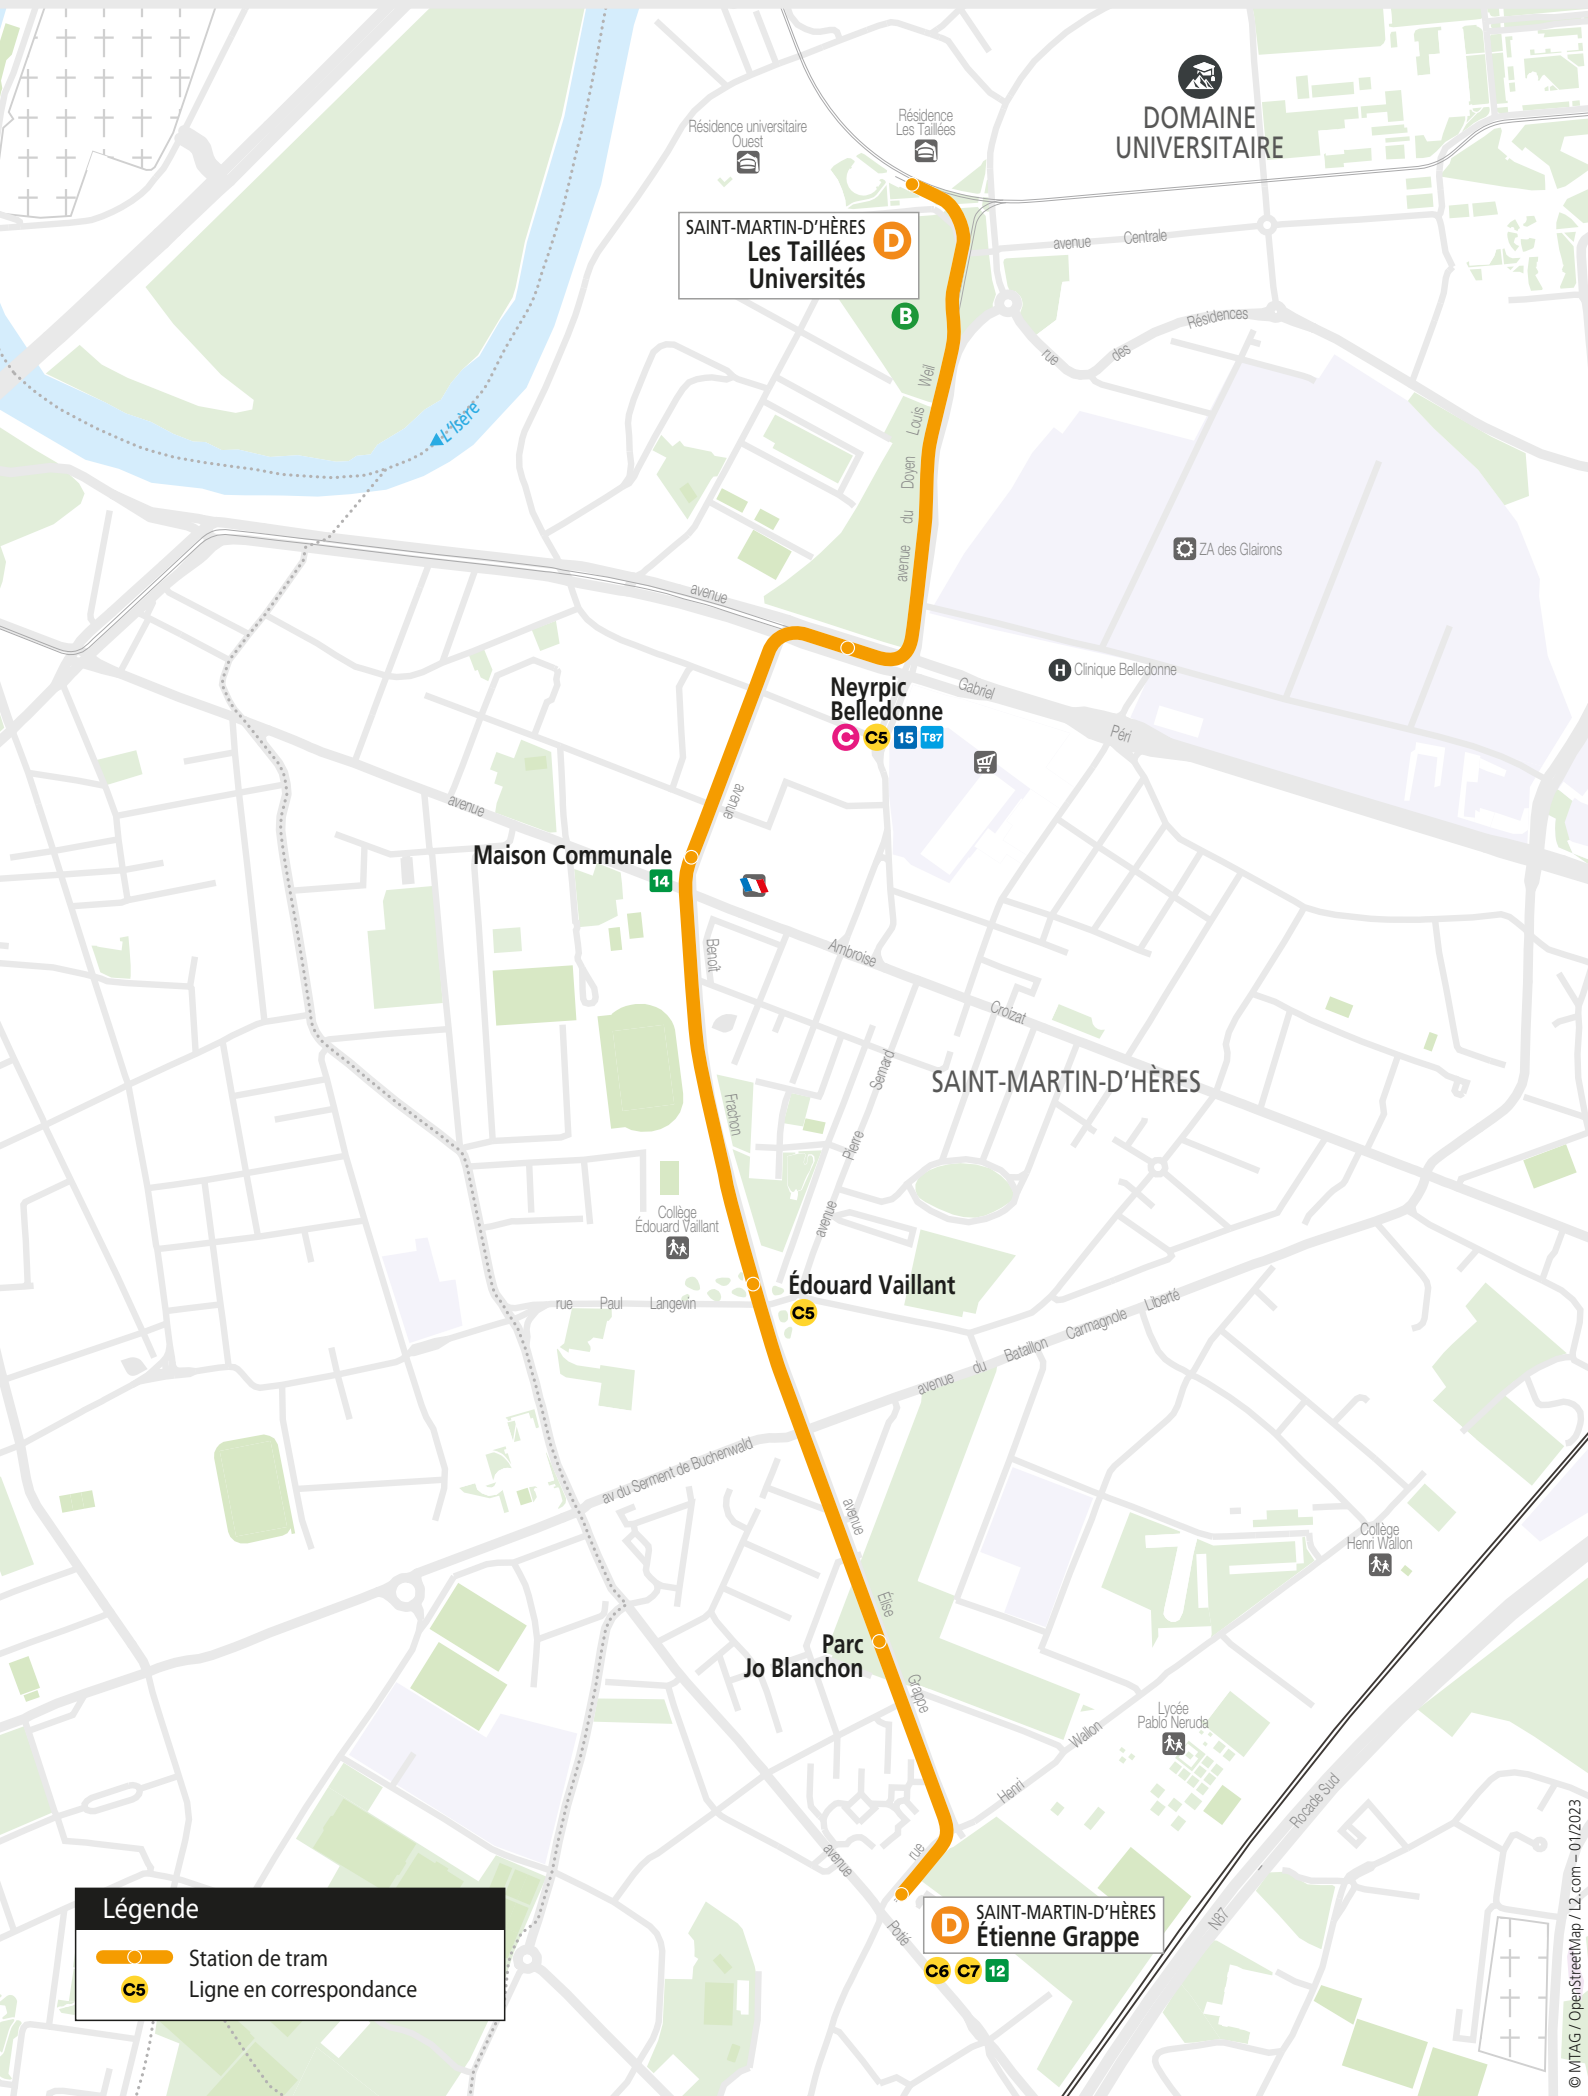 DOMAINE
UNIVERSITAIRE
Résidence universitaire
Ouest
Résidence
Les Taillées
SAINT-MARTIN-D'HÈRES
Les Taillées
Universités
D
B
avenue Centrale
rue des Résidences
L'Isère
avenue du Doyen Louis Weil
ZA des Glairons
avenue Gabriel Péri
H Clinique Belledonne
Neyrpic
Belledonne
C C5 15 T87
avenue Ambroise Croizat
avenue Benoît Frachon
Maison Communale
14
SAINT-MARTIN-D'HÈRES
avenue Pierre Semard
Collège
Édouard Vaillant
Édouard Vaillant
C5
rue Paul Langevin
avenue du Bataillon Carmagnole Liberté
av du Serment de Buchenwald
avenue Élise Grappe
Collège
Henri Wallon
Parc
Jo Blanchon
Lycée
Pablo Neruda
rue Henri Wallon
Rocade Sud
N87
avenue Potié
D
SAINT-MARTIN-D'HÈRES
Étienne Grappe
C6 C7 12
Légende
Station de tram
C5 Ligne en correspondance
© MTAG / OpenStreetMap / L2.com – 01/2023